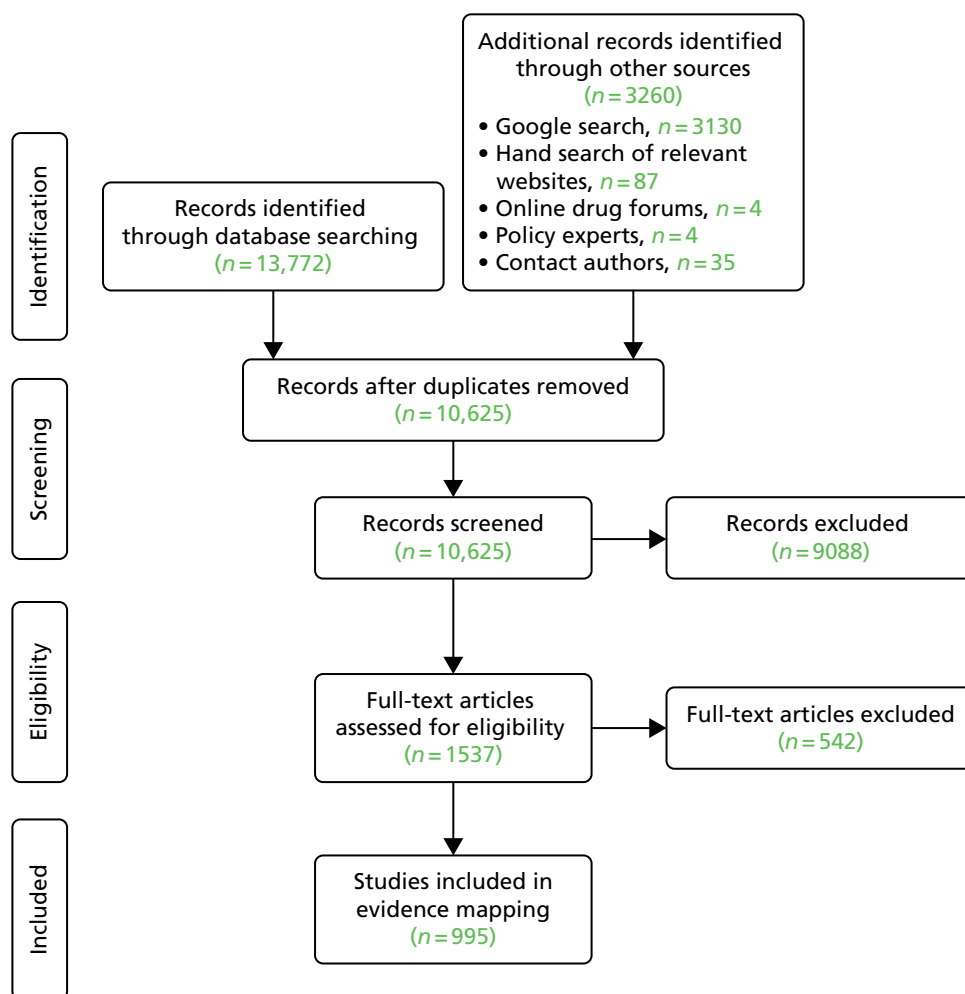 Identification
Records identified
through database searching
(n=13,772)
Additional records identified
through other sources
(n=3260)
• Google search, n=3130
• Hand search of relevant
websites, n=87
• Online drug forums, n=4
• Policy experts, n=4
• Contact authors, n=35
Screening
Records after duplicates removed
(n=10,625)
Records screened
(n=10,625)
Records excluded
(n=9088)
Eligibility
Full-text articles
assessed for eligibility
(n=1537)
Full-text articles excluded
(n=542)
Included
Studies included in
evidence mapping
(n=995)